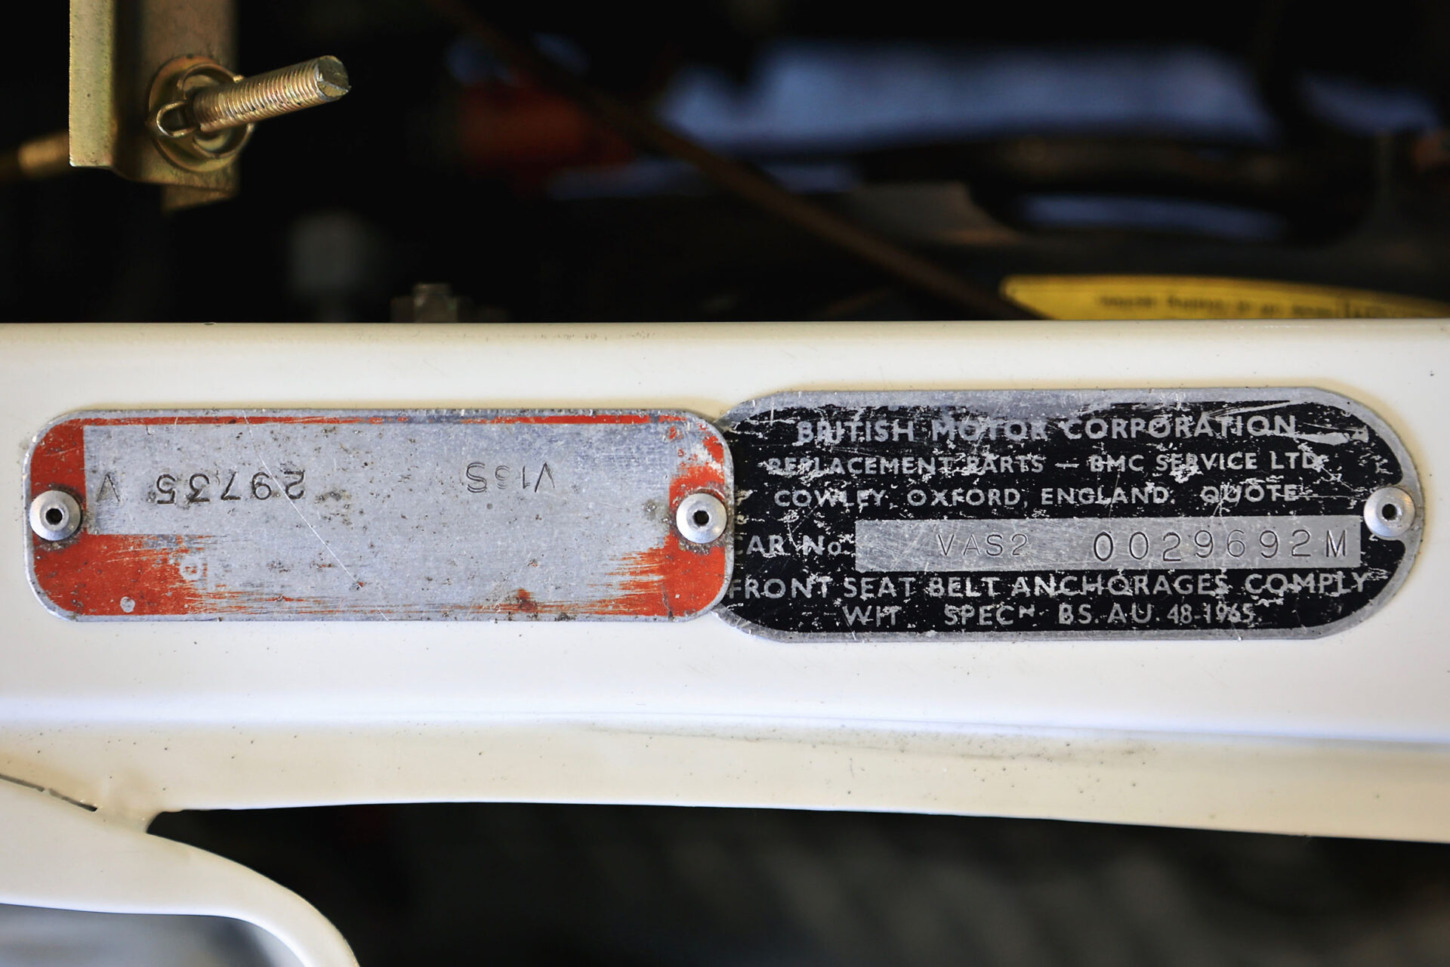 V13S 29735 A
BRITISH MOTOR CORPORATION
REPLACEMENT PARTS — BMC SERVICE LTD
COWLEY. OXFORD, ENGLAND. QUOTE
AR No. VAS2 0029692M
FRONT SEAT BELT ANCHORAGES COMPLY
WIT SPECN BS. AU. 48-1965